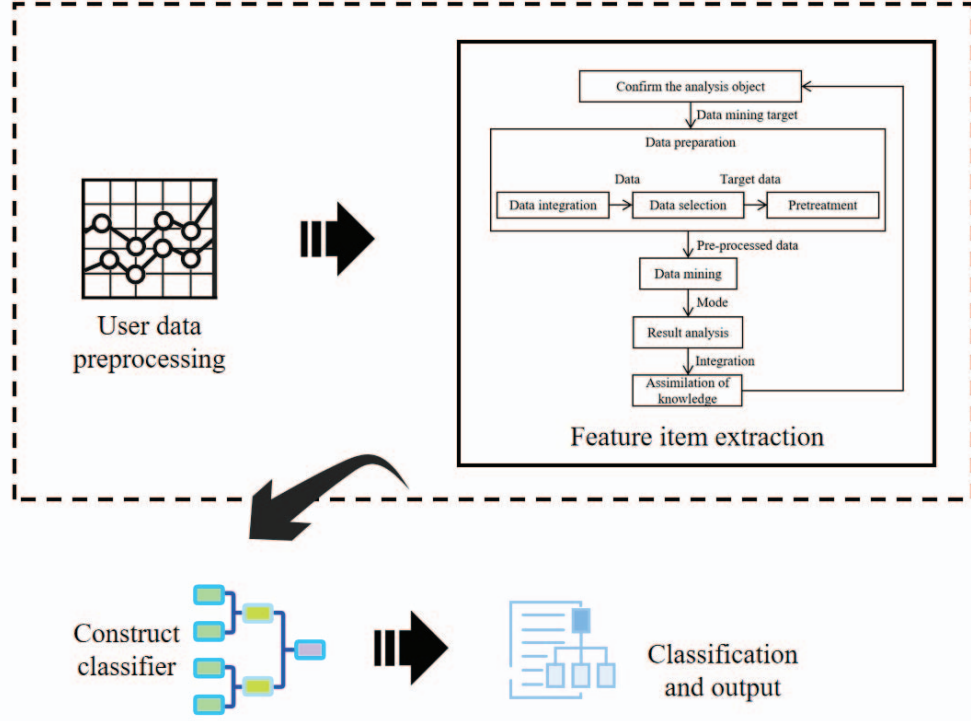 Confirm the analysis object
Data mining target
Data preparation
Data
Target data
Data integration
Data selection
Pretreatment
Pre-processed data
Data mining
Mode
Result analysis
Integration
Assimilation of
knowledge
Feature item extraction
User data
preprocessing
Construct
classifier
Classification
and output